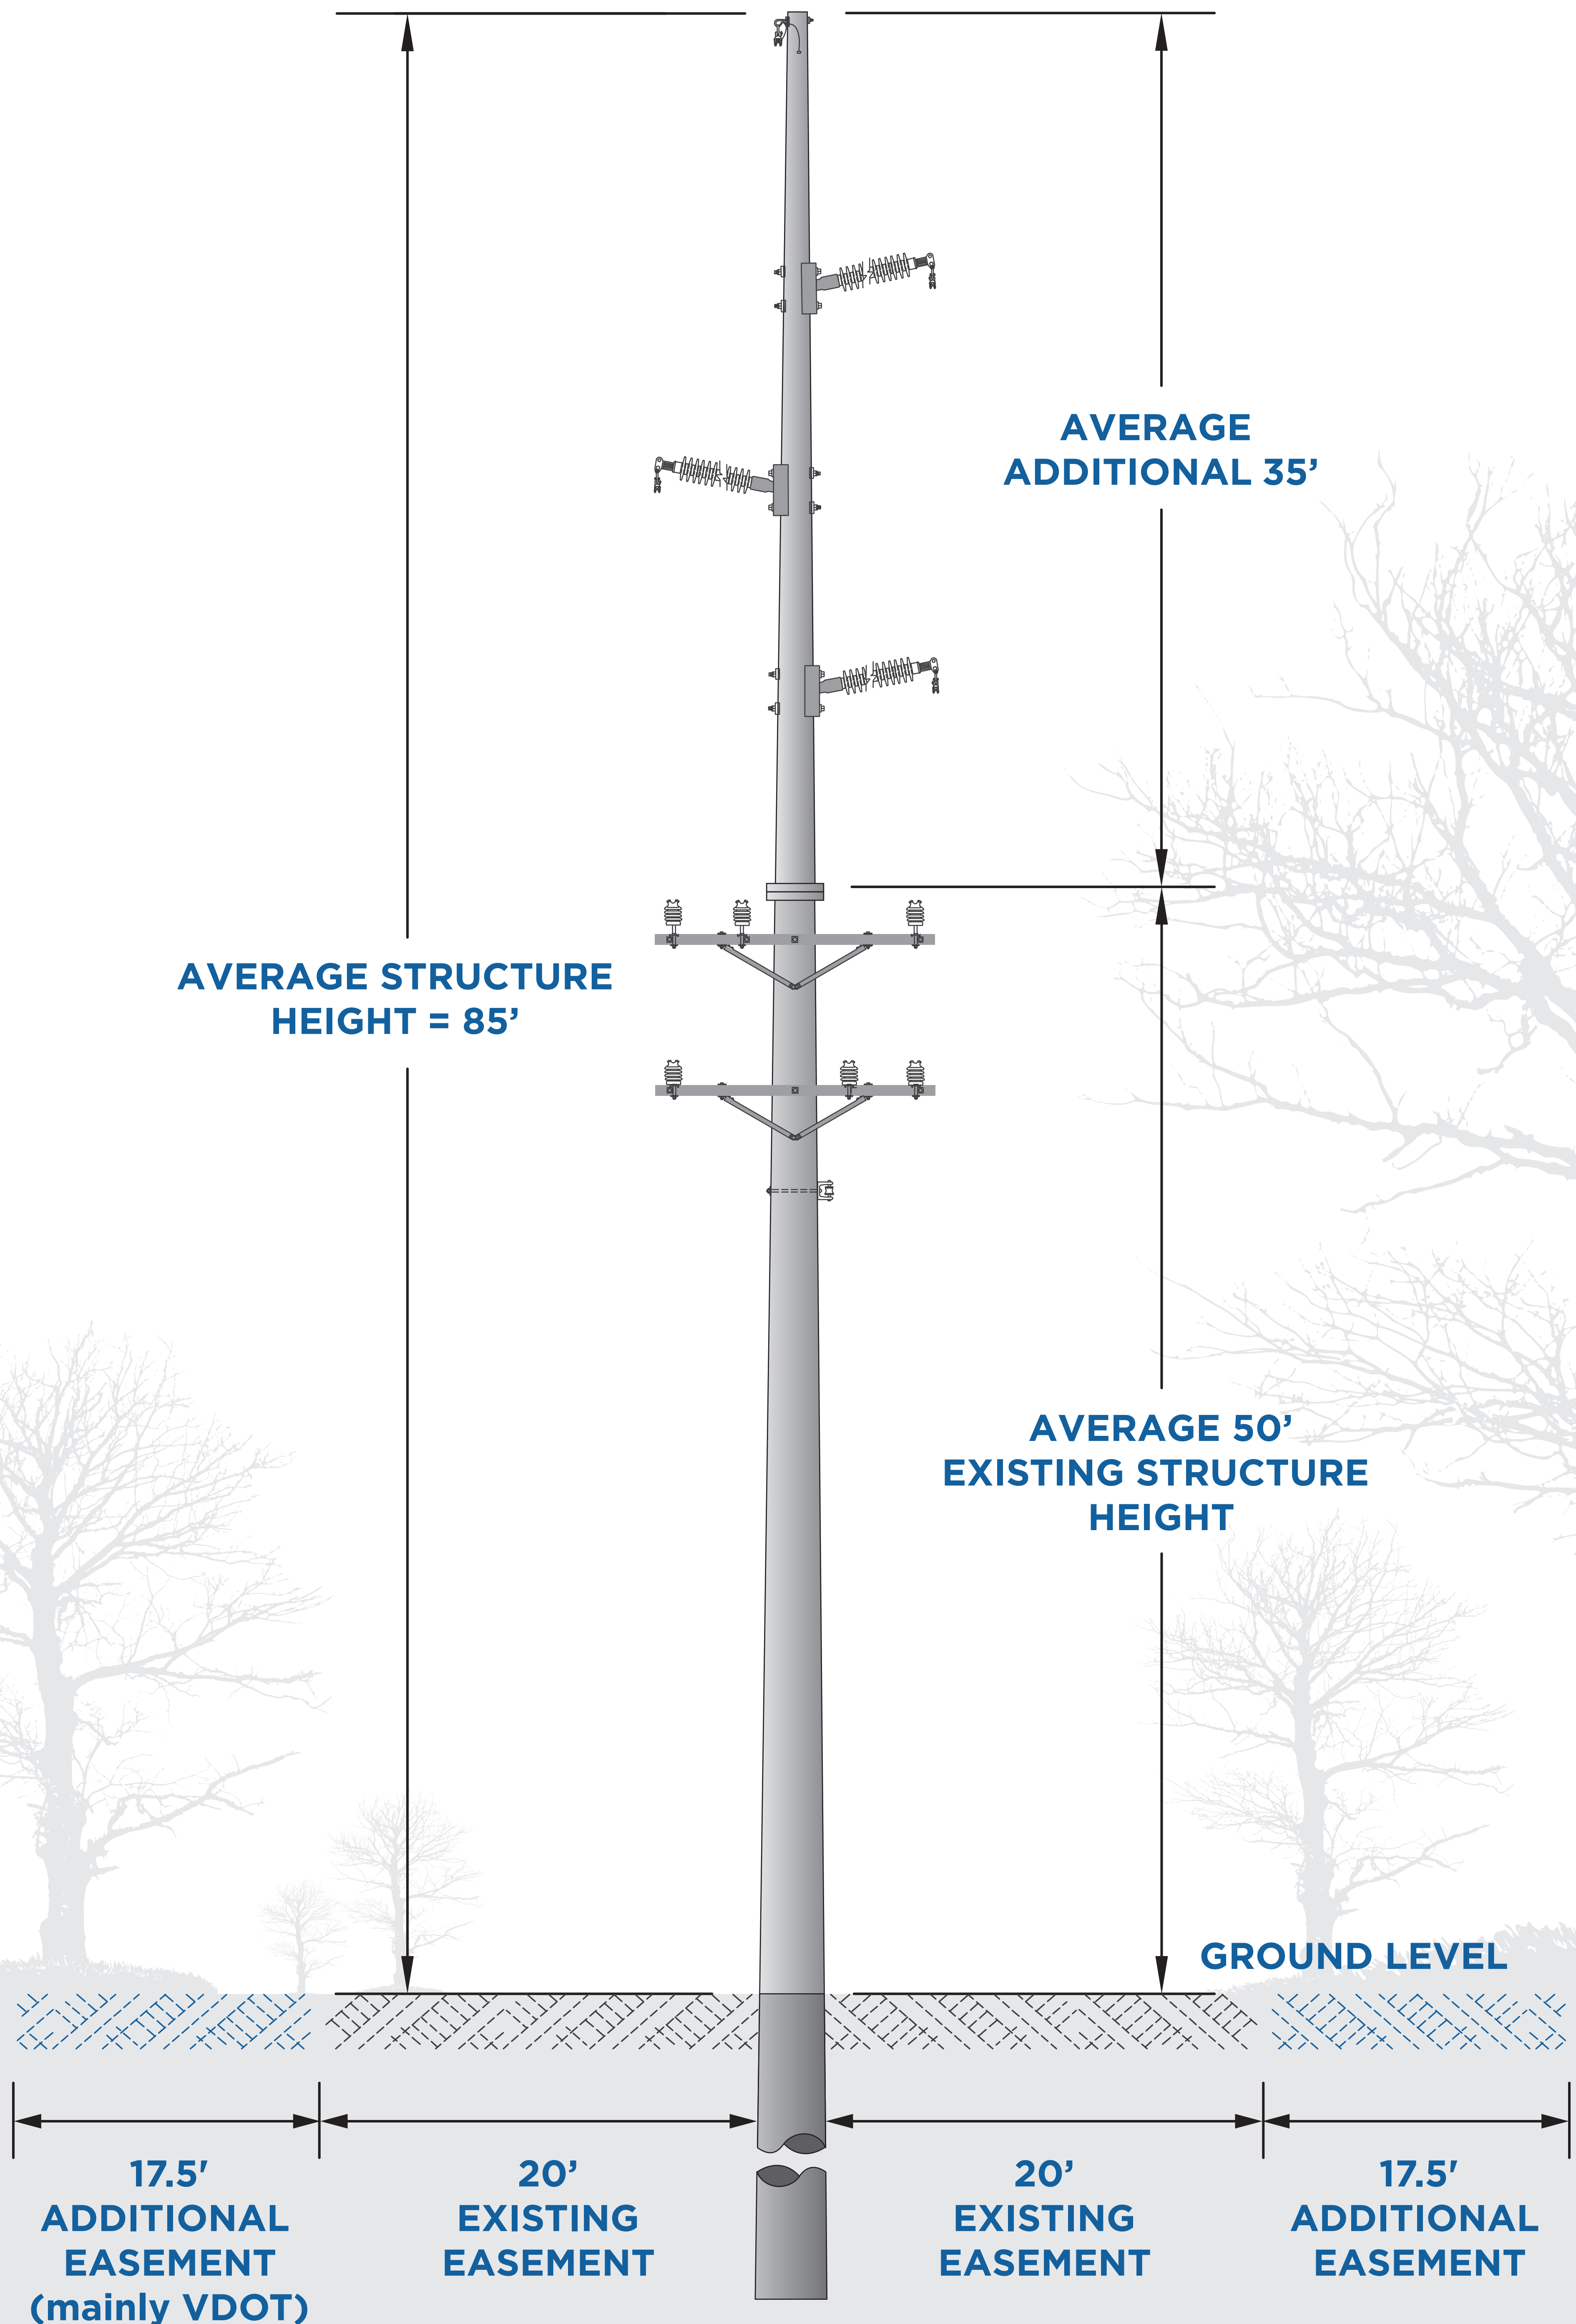 AVERAGE
ADDITIONAL 35’
AVERAGE STRUCTURE
HEIGHT = 85’
AVERAGE 50’
EXISTING STRUCTURE
HEIGHT
GROUND LEVEL
17.5'
ADDITIONAL
EASEMENT
(mainly VDOT)
20’
EXISTING
EASEMENT
20’
EXISTING
EASEMENT
17.5'
ADDITIONAL
EASEMENT